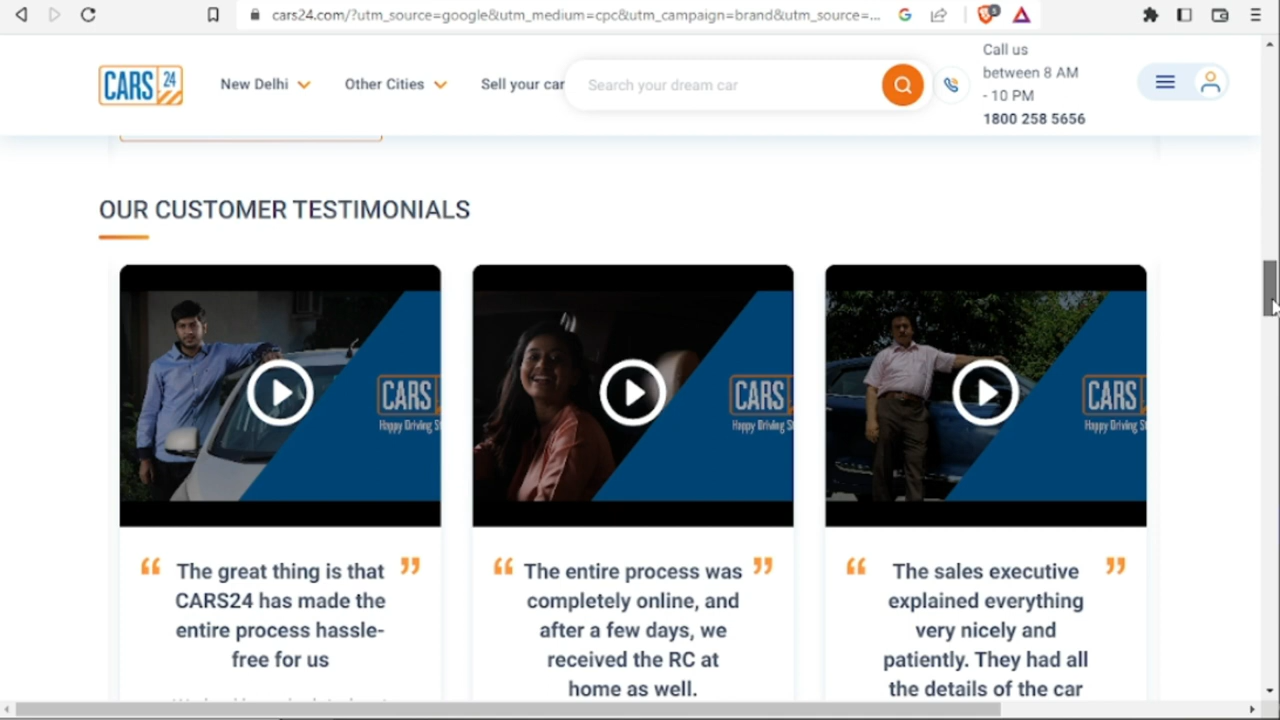 cars24.com/?utm_source=google&utm_medium=cpc&utm_campaign=brand&utm_source=...
CARS 24
New Delhi
Other Cities
Sell your car
Search your dream car
Call us
between 8 AM
- 10 PM
1800 258 5656
OUR CUSTOMER TESTIMONIALS
CARS
Happy Driving S
CARS
Happy Driving S
CARS
Happy Driving S
“ The great thing is that ”
CARS24 has made the
entire process hassle-
free for us
“ The entire process was ”
completely online, and
after a few days, we
received the RC at
home as well.
“ The sales executive ”
explained everything
very nicely and
patiently. They had all
the details of the car